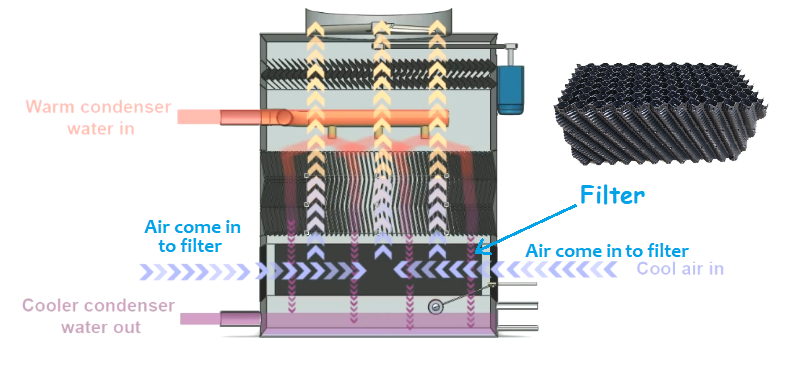 Warm condenser
water in
Filter
Air come in
to filter
Air come in to filter
Cool air in
Cooler condenser
water out